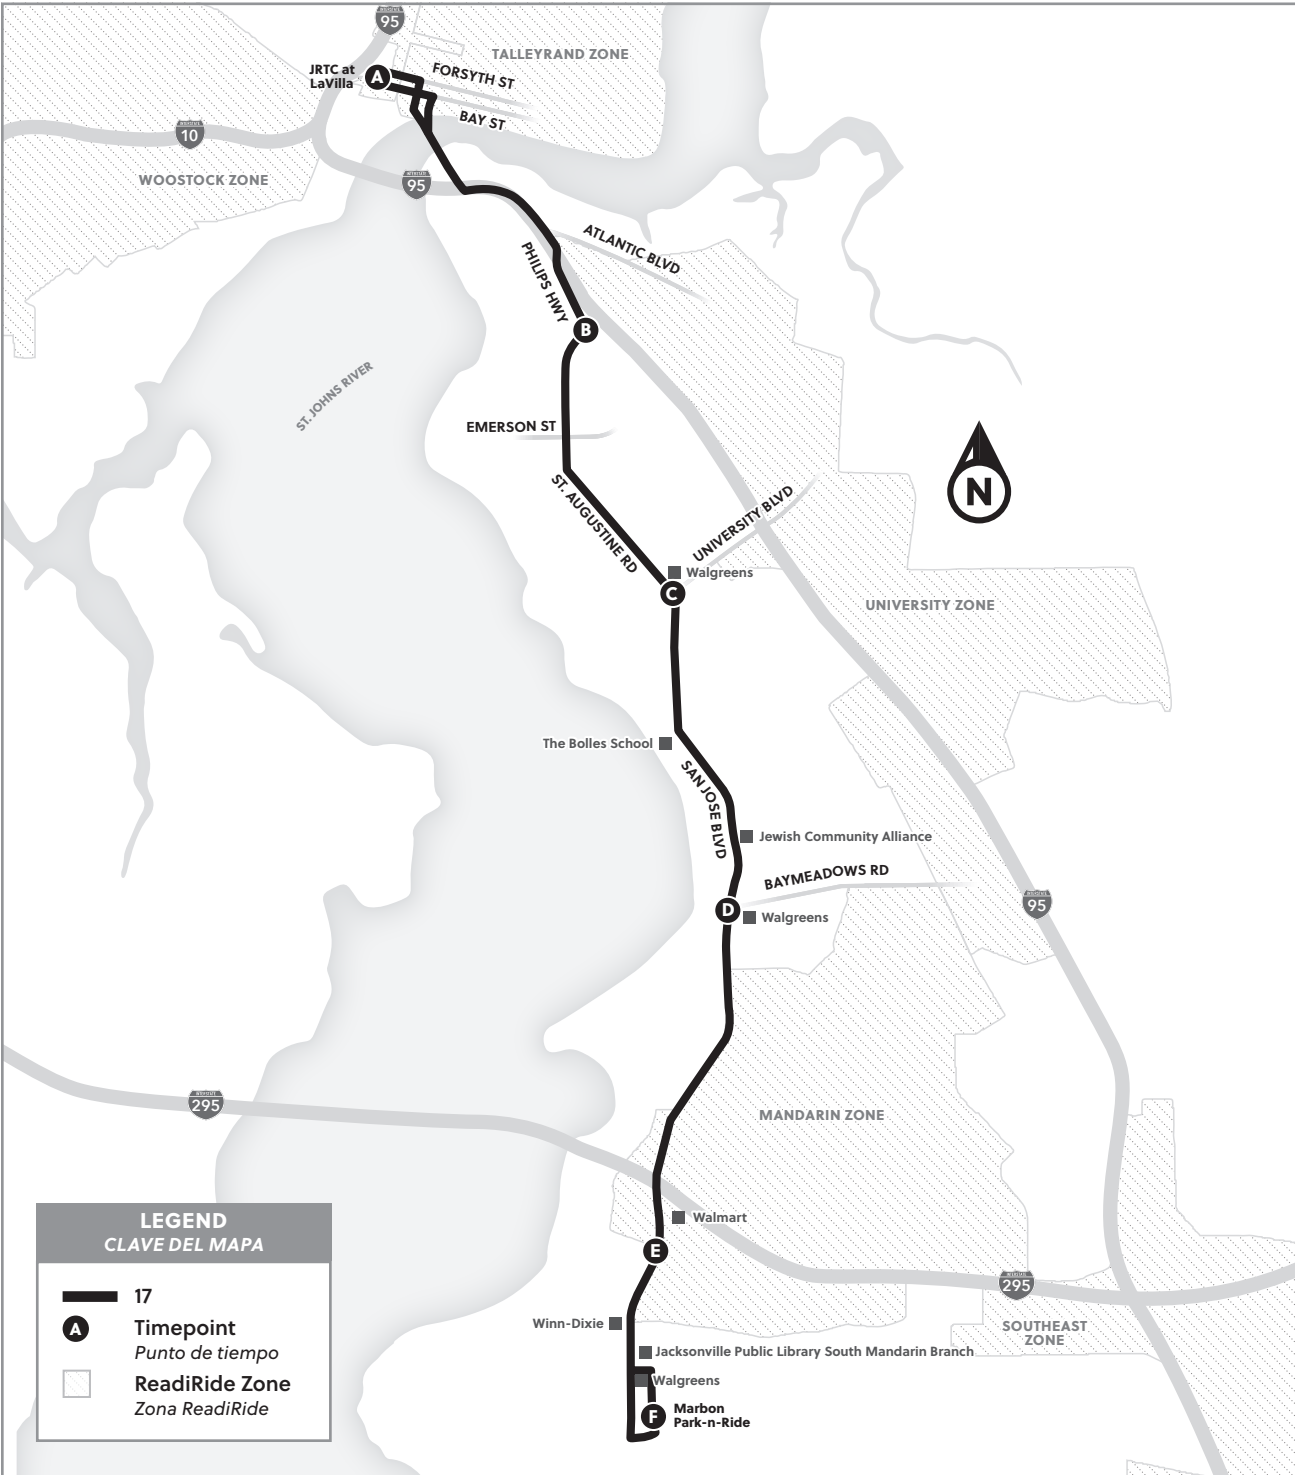 95
TALLEYRAND ZONE
JRTC at
LaVilla
A
FORSYTH ST
BAY ST
10
WOOSTOCK ZONE
95
ATLANTIC BLVD
PHILIPS HWY
B
ST. JOHNS RIVER
EMERSON ST
N
ST. AUGUSTINE RD
UNIVERSITY BLVD
Walgreens
C
UNIVERSITY ZONE
The Bolles School
SAN JOSE BLVD
Jewish Community Alliance
BAYMEADOWS RD
95
D
Walgreens
295
MANDARIN ZONE
Walmart
E
295
Winn-Dixie
SOUTHEAST
ZONE
Jacksonville Public Library South Mandarin Branch
Walgreens
F
Marbon
Park-n-Ride
LEGEND
CLAVE DEL MAPA
17
A
Timepoint
Punto de tiempo
ReadiRide Zone
Zona ReadiRide